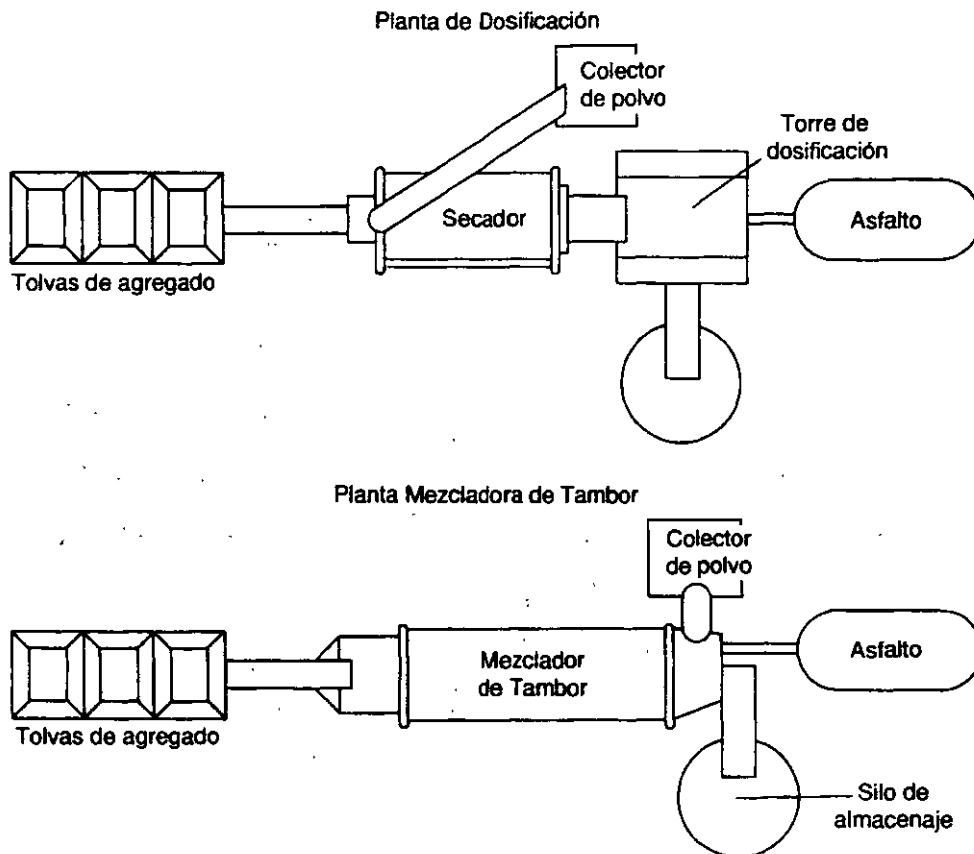 Planta de Dosificación
Colector
de polvo
Torre de
dosificación
Secador
Asfalto
Tolvas de agregado
Planta Mezcladora de Tambor
Colector
de polvo
Mezclador
de Tambor
Asfalto
Tolvas de agregado
Silo de
almacenaje